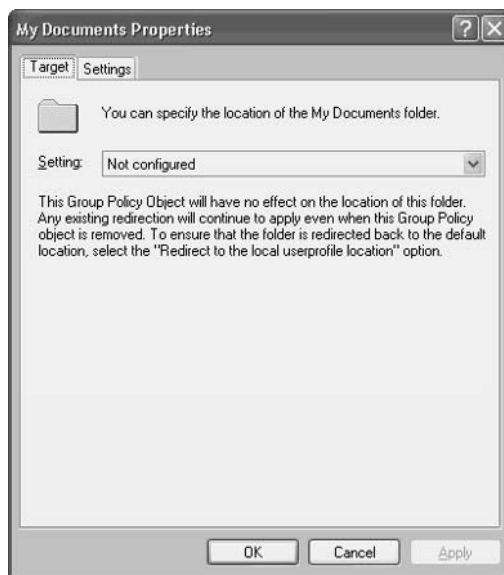 My Documents Properties
Target Settings
You can specify the location of the My Documents folder.
Setting: Not configured
This Group Policy Object will have no effect on the location of this folder.
Any existing redirection will continue to apply even when this Group Policy
object is removed. To ensure that the folder is redirected back to the default
location, select the "Redirect to the local userprofile location" option.
OK Cancel Apply